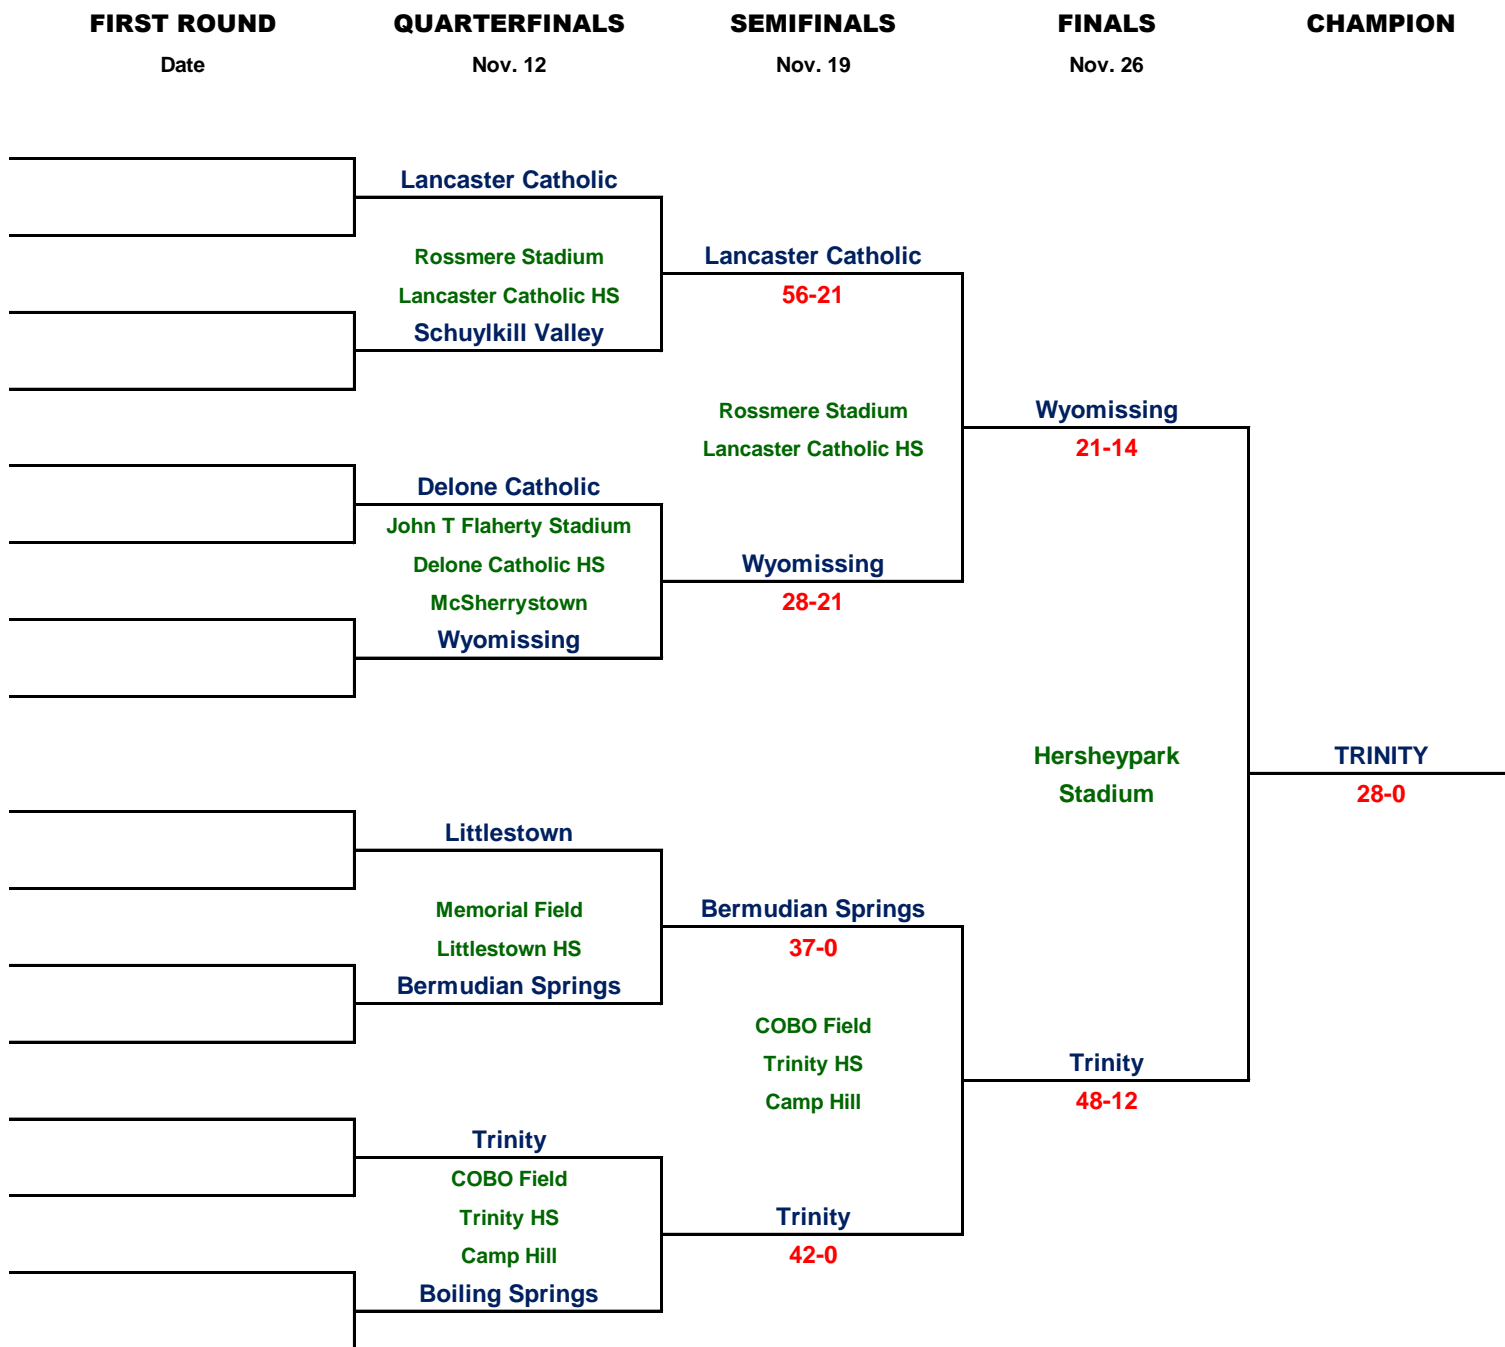 FIRST ROUND
QUARTERFINALS
SEMIFINALS
FINALS
CHAMPION
Date
Nov. 12
Nov. 19
Nov. 26
Lancaster Catholic
Rossmere Stadium
Lancaster Catholic HS
Schuylkill Valley
Lancaster Catholic
56-21
Rossmere Stadium
Lancaster Catholic HS
Wyomissing
21-14
Delone Catholic
John T Flaherty Stadium
Delone Catholic HS
McSherrystown
Wyomissing
Wyomissing
28-21
Hersheypark
Stadium
TRINITY
28-0
Littlestown
Memorial Field
Littlestown HS
Bermudian Springs
Bermudian Springs
37-0
COBO Field
Trinity HS
Camp Hill
Trinity
48-12
Trinity
COBO Field
Trinity HS
Camp Hill
Boiling Springs
Trinity
42-0